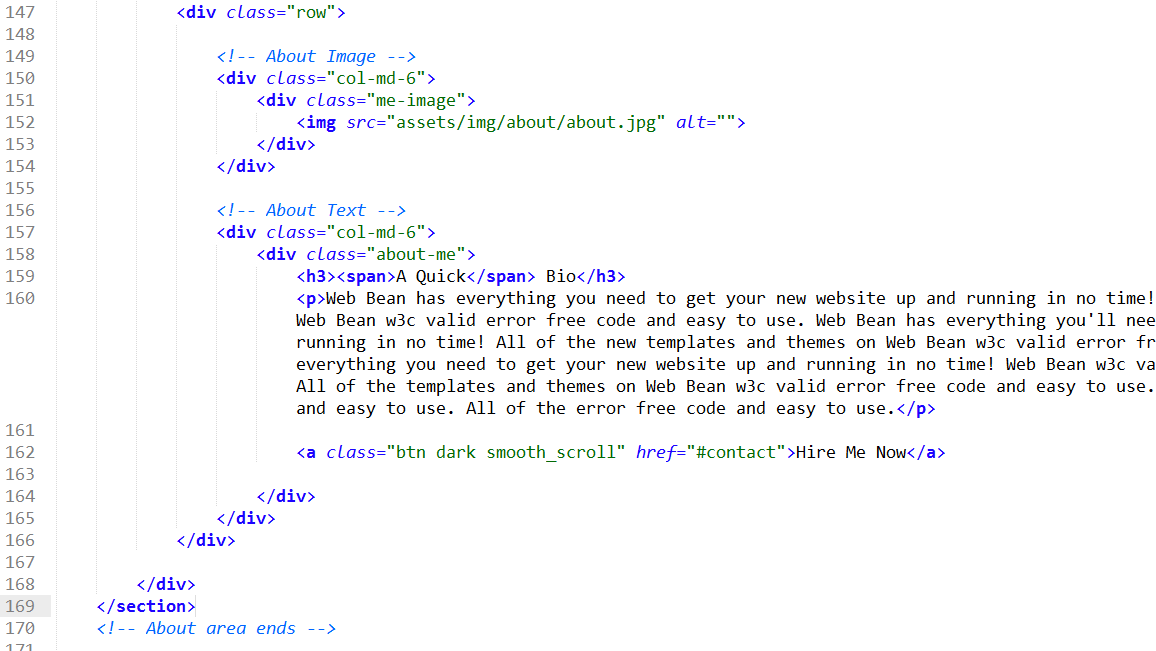 147 <div class="row">
148
149 <!-- About Image -->
150 <div class="col-md-6">
151 <div class="me-image">
152 <img src="assets/img/about/about.jpg" alt="">
153 </div>
154 </div>
155
156 <!-- About Text -->
157 <div class="col-md-6">
158 <div class="about-me">
159 <h3><span>A Quick</span> Bio</h3>
160 <p>Web Bean has everything you need to get your new website up and running in no time!
Web Bean w3c valid error free code and easy to use. Web Bean has everything you'll nee
running in no time! All of the new templates and themes on Web Bean w3c valid error fr
everything you need to get your new website up and running in no time! Web Bean w3c va
All of the templates and themes on Web Bean w3c valid error free code and easy to use.
and easy to use. All of the error free code and easy to use.</p>
161
162 <a class="btn dark smooth_scroll" href="#contact">Hire Me Now</a>
163
164 </div>
165 </div>
166 </div>
167
168 </div>
169 </section>
170 <!-- About area ends -->
171